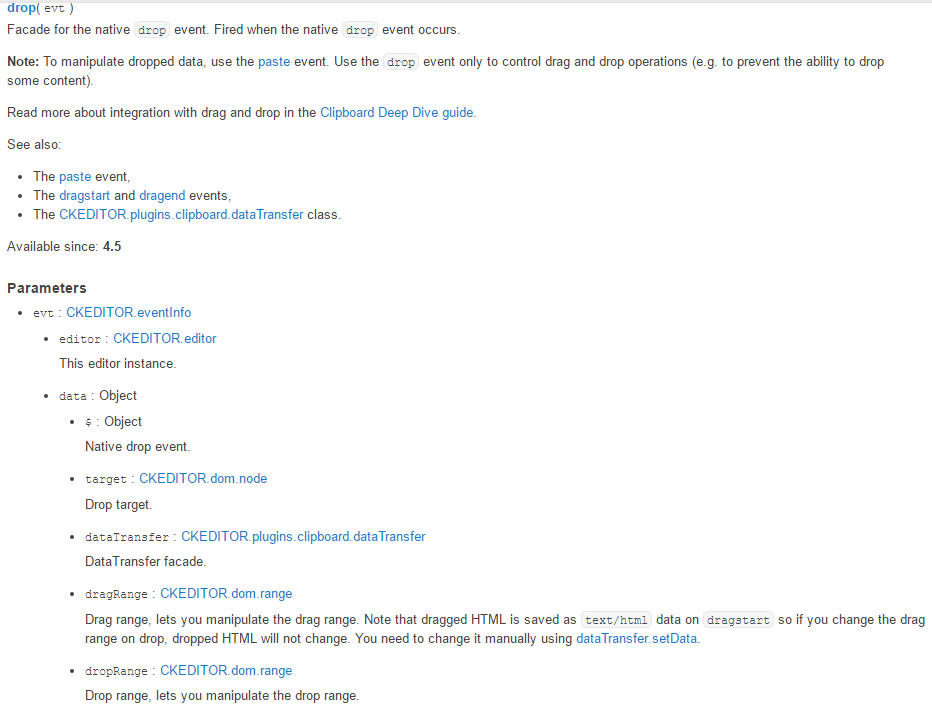 drop( evt )
Facade for the native drop event. Fired when the native drop event occurs.
Note: To manipulate dropped data, use the paste event. Use the drop event only to control drag and drop operations (e.g. to prevent the ability to drop
some content).
Read more about integration with drag and drop in the Clipboard Deep Dive guide.
See also:
• The paste event,
• The dragstart and dragend events,
• The CKEDITOR.plugins.clipboard.dataTransfer class.
Available since: 4.5
Parameters
• evt : CKEDITOR.eventInfo
• editor : CKEDITOR.editor
This editor instance.
• data : Object
• $ : Object
Native drop event.
• target : CKEDITOR.dom.node
Drop target.
• dataTransfer : CKEDITOR.plugins.clipboard.dataTransfer
DataTransfer facade.
• dragRange : CKEDITOR.dom.range
Drag range, lets you manipulate the drag range. Note that dragged HTML is saved as text/html data on dragstart so if you change the drag
range on drop, dropped HTML will not change. You need to change it manually using dataTransfer.setData.
• dropRange : CKEDITOR.dom.range
Drop range, lets you manipulate the drop range.